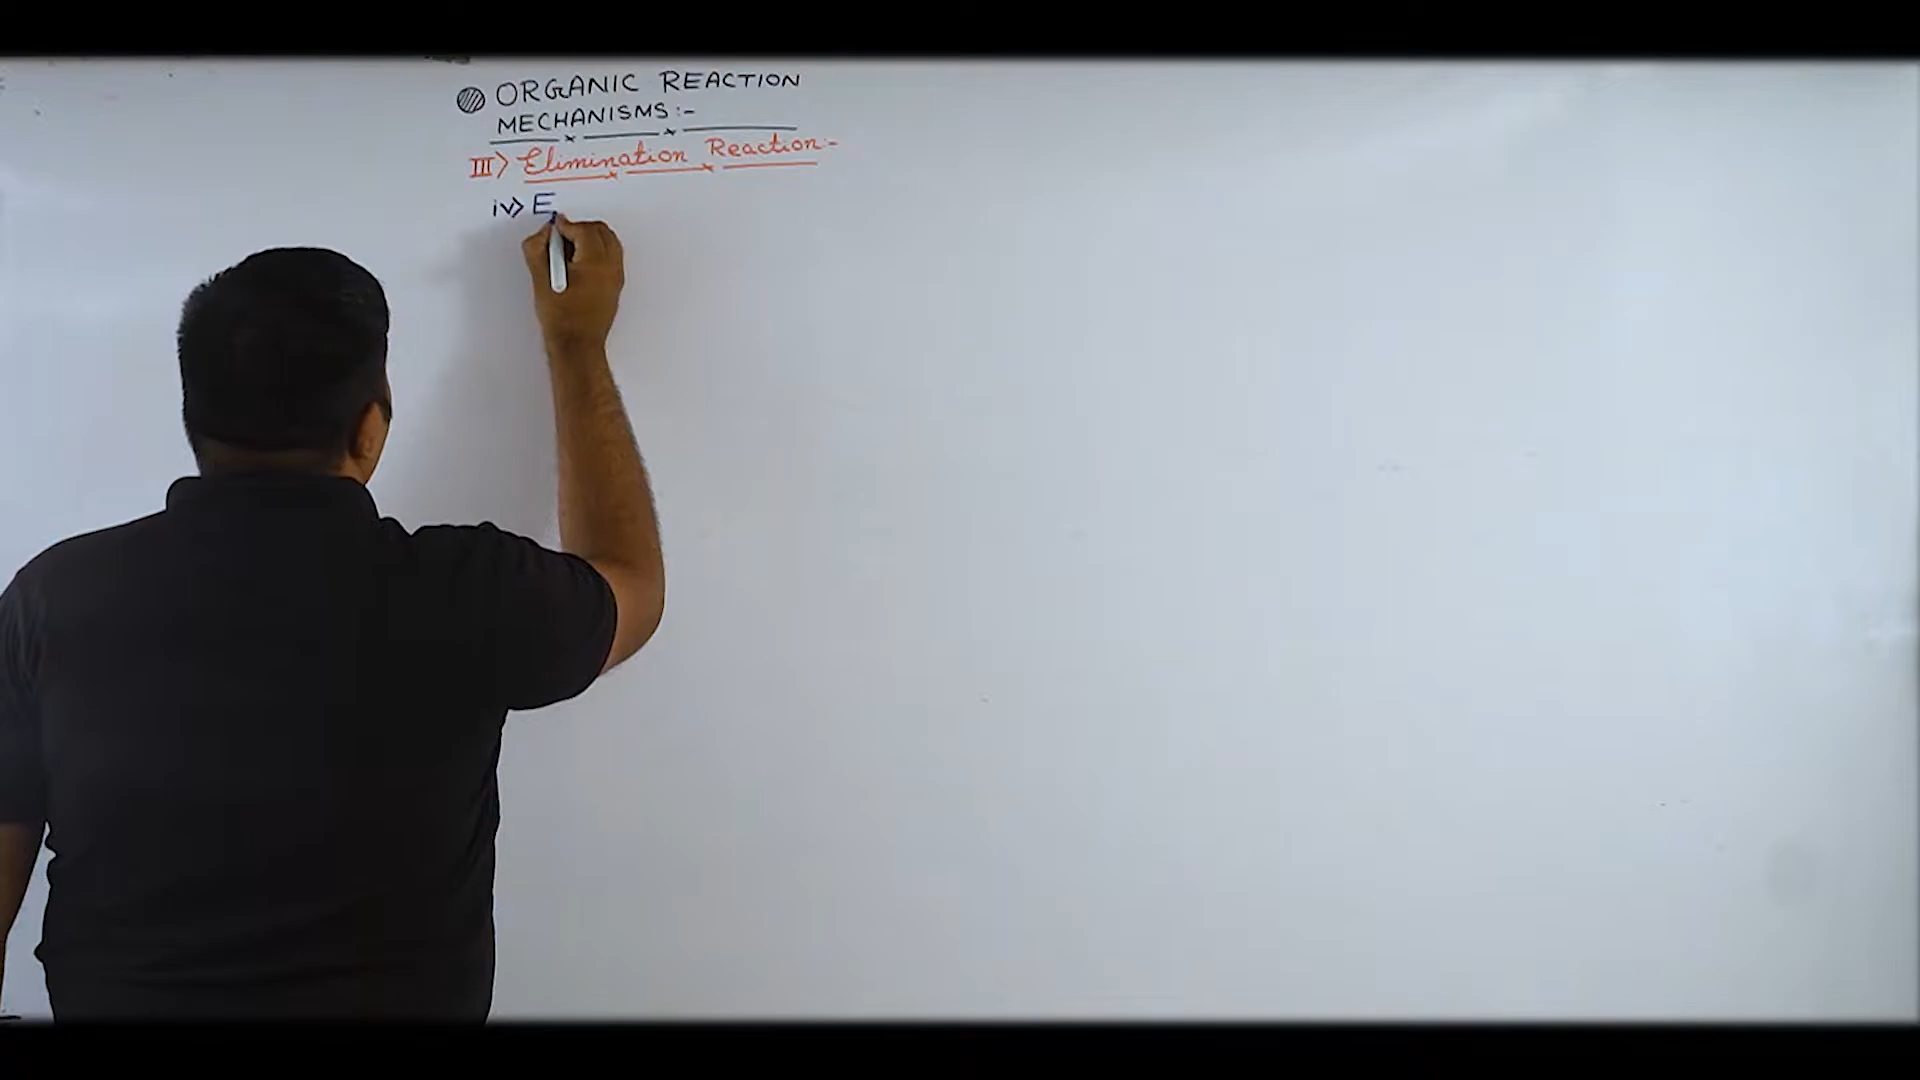 ORGANIC REACTION
MECHANISMS:-
III> Elimination Reaction:-
iv> E